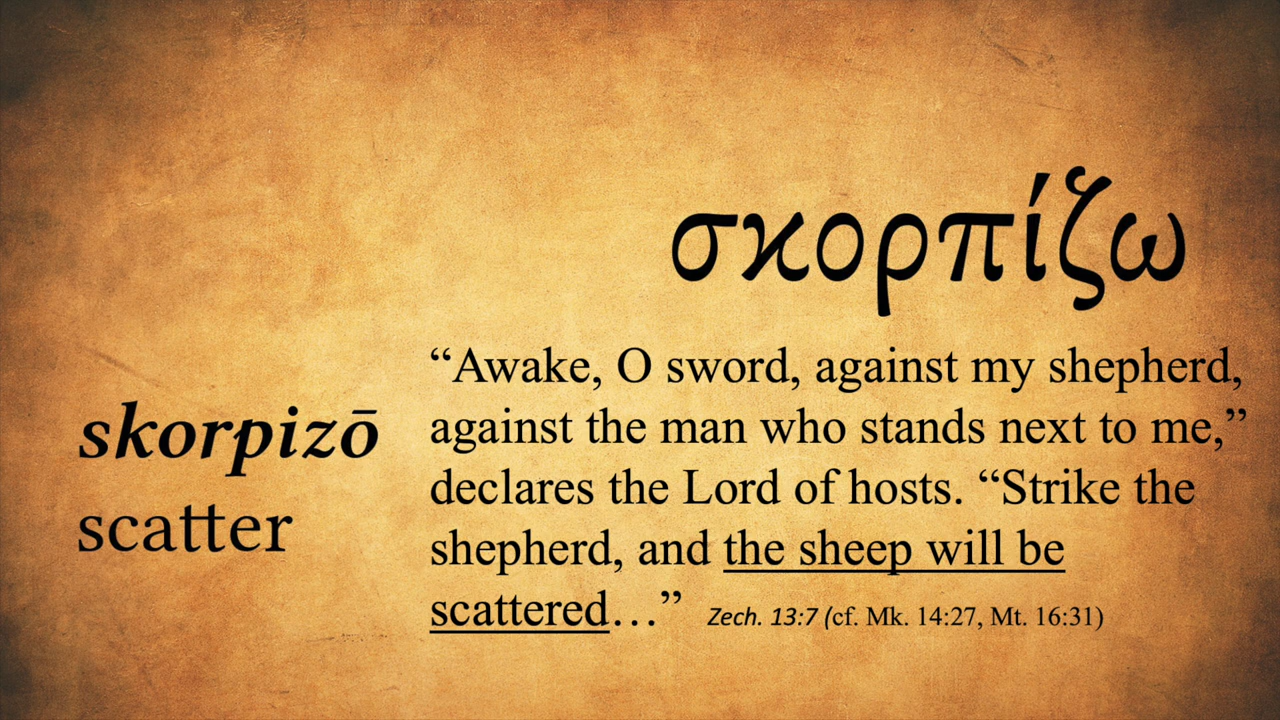 σκορπίζω
skorpizō
scatter
“Awake, O sword, against my shepherd,
against the man who stands next to me,”
declares the Lord of hosts. “Strike the
shepherd, and the sheep will be
scattered…” Zech. 13:7 (cf. Mk. 14:27, Mt. 16:31)